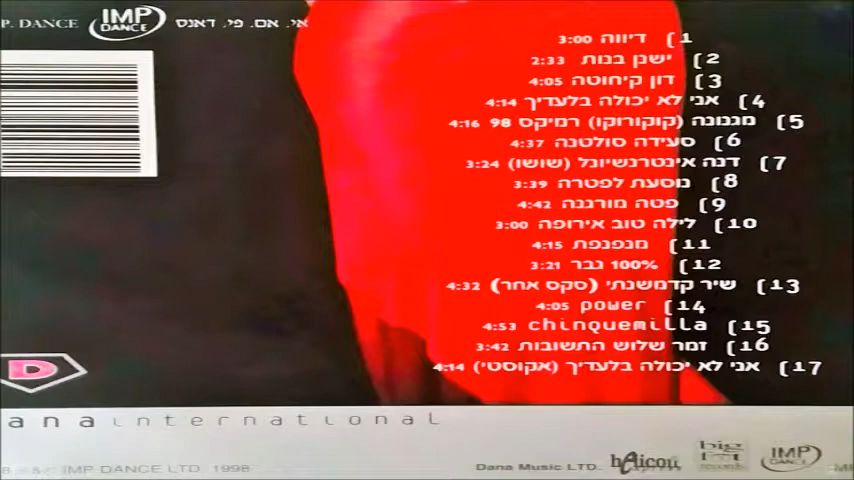 P. DANCE IMP DANCE אי. אם. פי. דאנס
1) דיווה 3:00
2) ישנן בנות 2:33
3) דון קיחוטה 4:05
4) אני לא יכולה בלעדיך 4:14
5) מגנונה (קוקורוקו) רמיקס 98 4:16
6) סעידה סולטנה 4:37
7) דנה אינטרנשיונל (שושו) 3:24
8) נוסעת לפטרה 3:39
9) פטה מורגנה 4:42
10) לילה טוב אירופה 3:00
11) מנפנפת 4:15
12) 100% גבר 3:21
13) שיר קדמשנתי (סקס אחר) 4:32
14) power 4:05
15) chinquemilla 4:53
16) זמר שלוש התשובות 3:42
17) אני לא יכולה בלעדיך (אקוסטי) 4:14
D
ana international
IMP DANCE LTD 1998 Dana Music LTD. helicon big records IMP DANCE